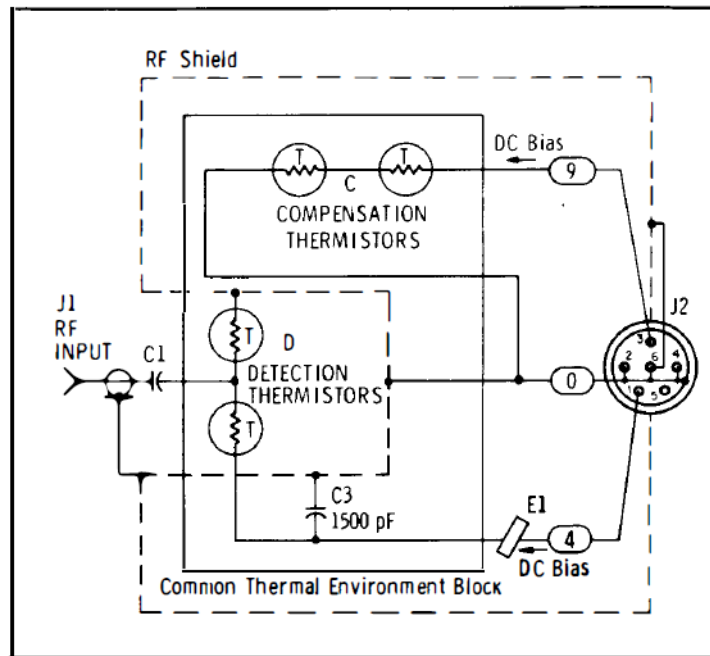 RF Shield
T
T
DC Bias
9
C
COMPENSATION
THERMISTORS
J1
RF
INPUT
C1
T
D
DETECTION
THERMISTORS
T
0
J2
3
2
6
4
1
5
C3
1500 pF
E1
4
DC Bias
Common Thermal Environment Block